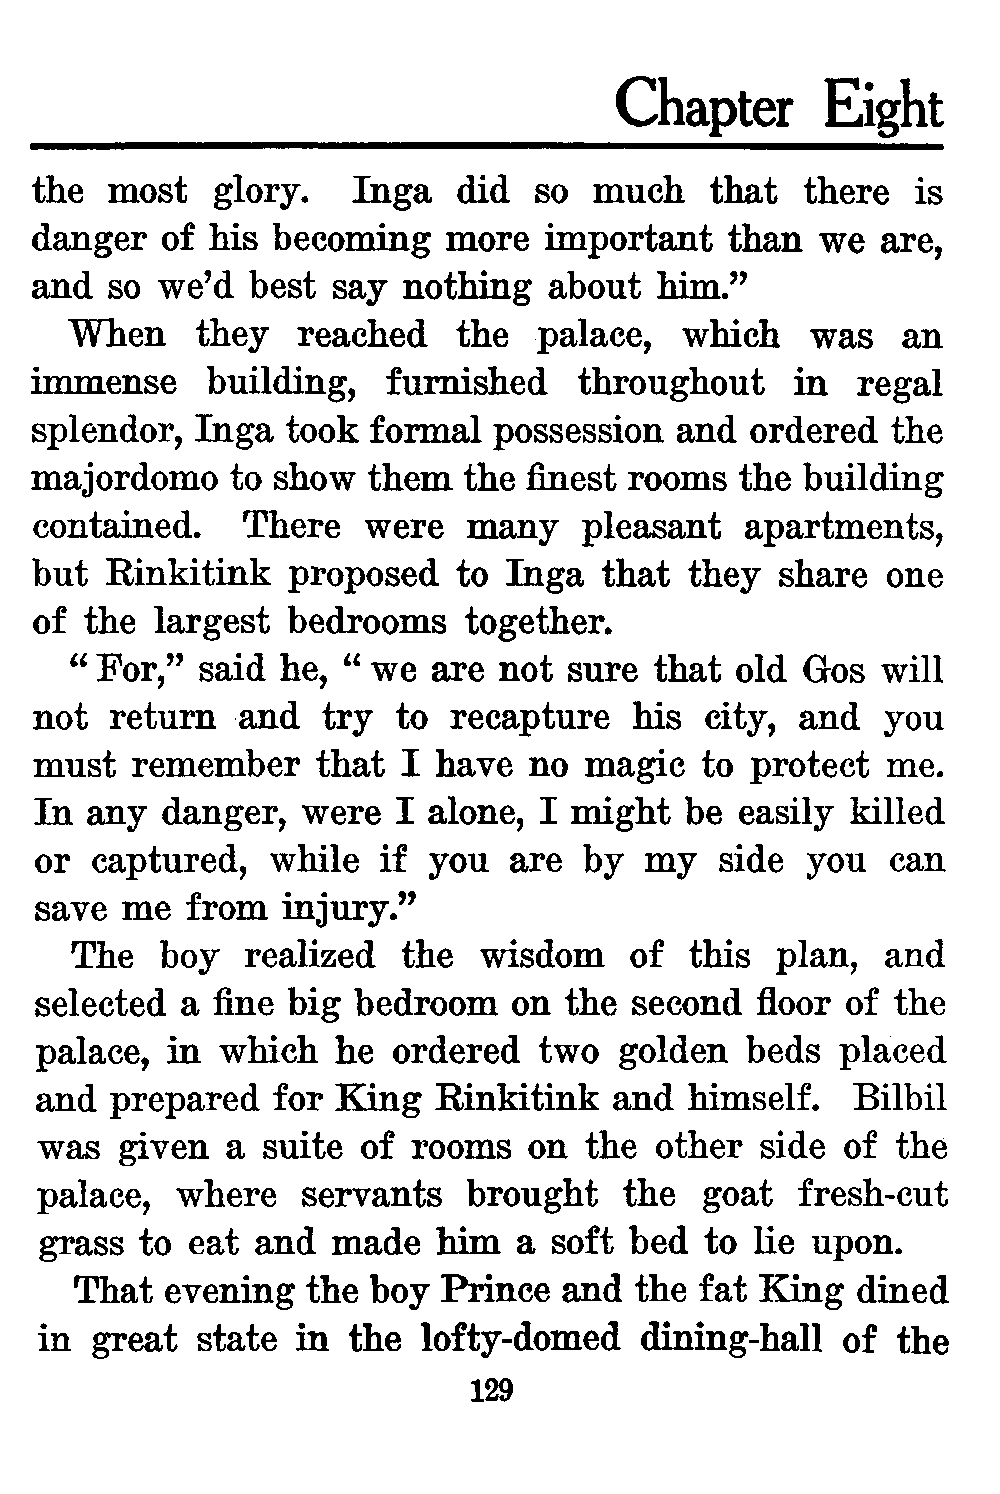 Chapter Eight
the most glory. Inga did so much that there is
danger of his becoming more important than we are,
and so we’d best say nothing about him.”
When they reached the palace, which was an
immense building, furnished throughout in regal
splendor, Inga took formal possession and ordered the
majordomo to show them the finest rooms the building
contained. There were many pleasant apartments,
but Rinkitink proposed to Inga that they share one
of the largest bedrooms together.
“ For,” said he, “ we are not sure that old Gos will
not return and try to recapture his city, and you
must remember that I have no magic to protect me.
In any danger, were I alone, I might be easily killed
or captured, while if you are by my side you can
save me from injury.”
The boy realized the wisdom of this plan, and
selected a fine big bedroom on the second floor of the
palace, in which he ordered two golden beds placed
and prepared for King Rinkitink and himself. Bilbil
was given a suite of rooms on the other side of the
palace, where servants brought the goat fresh-cut
grass to eat and made him a soft bed to lie upon.
That evening the boy Prince and the fat King dined
in great state in the lofty-domed dining-hall of the
129